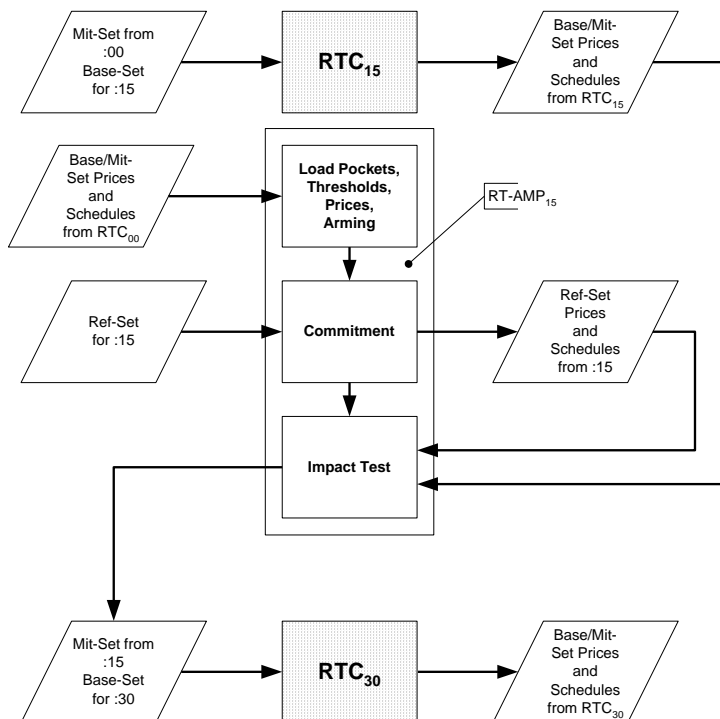 Mit-Set from
:00
Base-Set
for :15
RTC15
Base/Mit-
Set Prices
and
Schedules
from RTC15
Base/Mit-
Set Prices
and
Schedules
from RTC00
Load Pockets,
Thresholds,
Prices,
Arming
RT-AMP15
Ref-Set
for :15
Commitment
Ref-Set
Prices
and
Schedules
from :15
Impact Test
Mit-Set from
:15
Base-Set
for :30
RTC30
Base/Mit-
Set Prices
and
Schedules
from RTC30